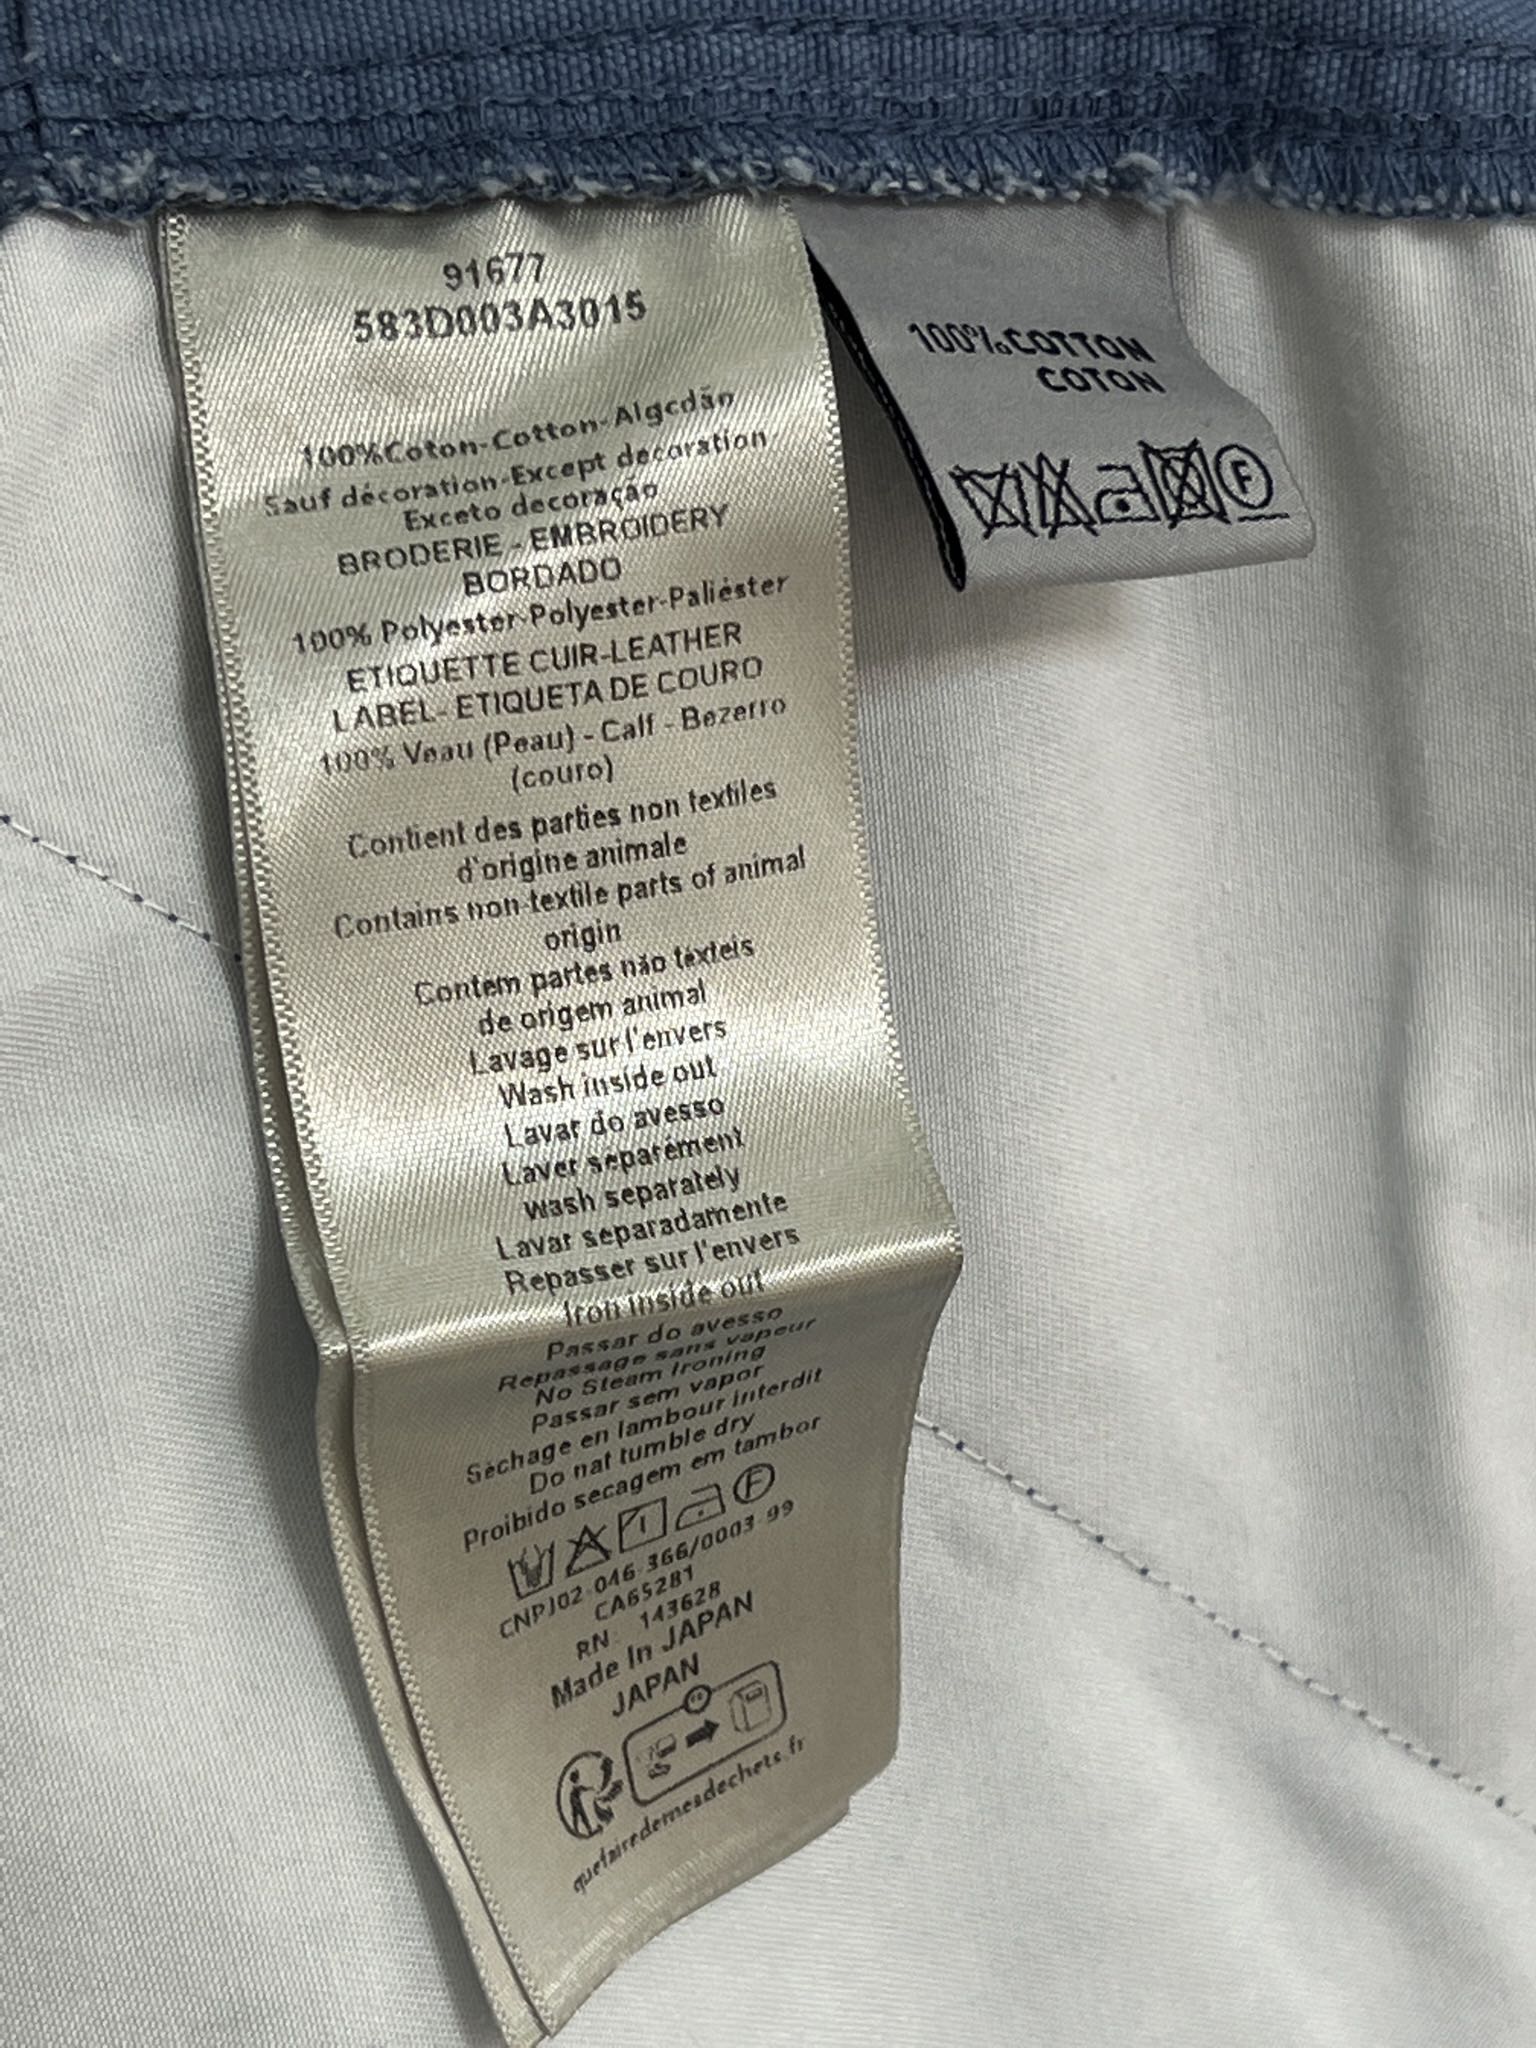 91677
583D003A3015
100%Coton-Cotton-Algcdão
Sauf décoration-Except decoration
Exceto decoração
BRODERIE - EMBROIDERY
BORDADO
100% Polyester-Polyester-Paliéster
ETIQUETTE CUIR-LEATHER
LABEL- ETIQUETA DE COURO
100% Veau (Peau) - Calf - Bezerro
(couro)
Contient des parties non textiles
d'origine animale
Contains non-textile parts of animal
origin
Contem partes não têxteis
de origem animal
Lavage sur l'envers
Wash inside out
Lavar do avesso
Laver séparément
wash separately
Lavar separadamente
Repasser sur l'envers
Iron inside out
Passar do avesso
Repassage sans vapeur
No Steam Ironing
Passar sem vapor
Séchage en lambour interdit
Do nat tumble dry
Proibido secagem em tambor
F
CNPJ02 046 366/0003-99
CA65281
RN: 143628
Made In JAPAN
JAPAN
quefairedemesdechets.fr
100%COTTON
COTON
F